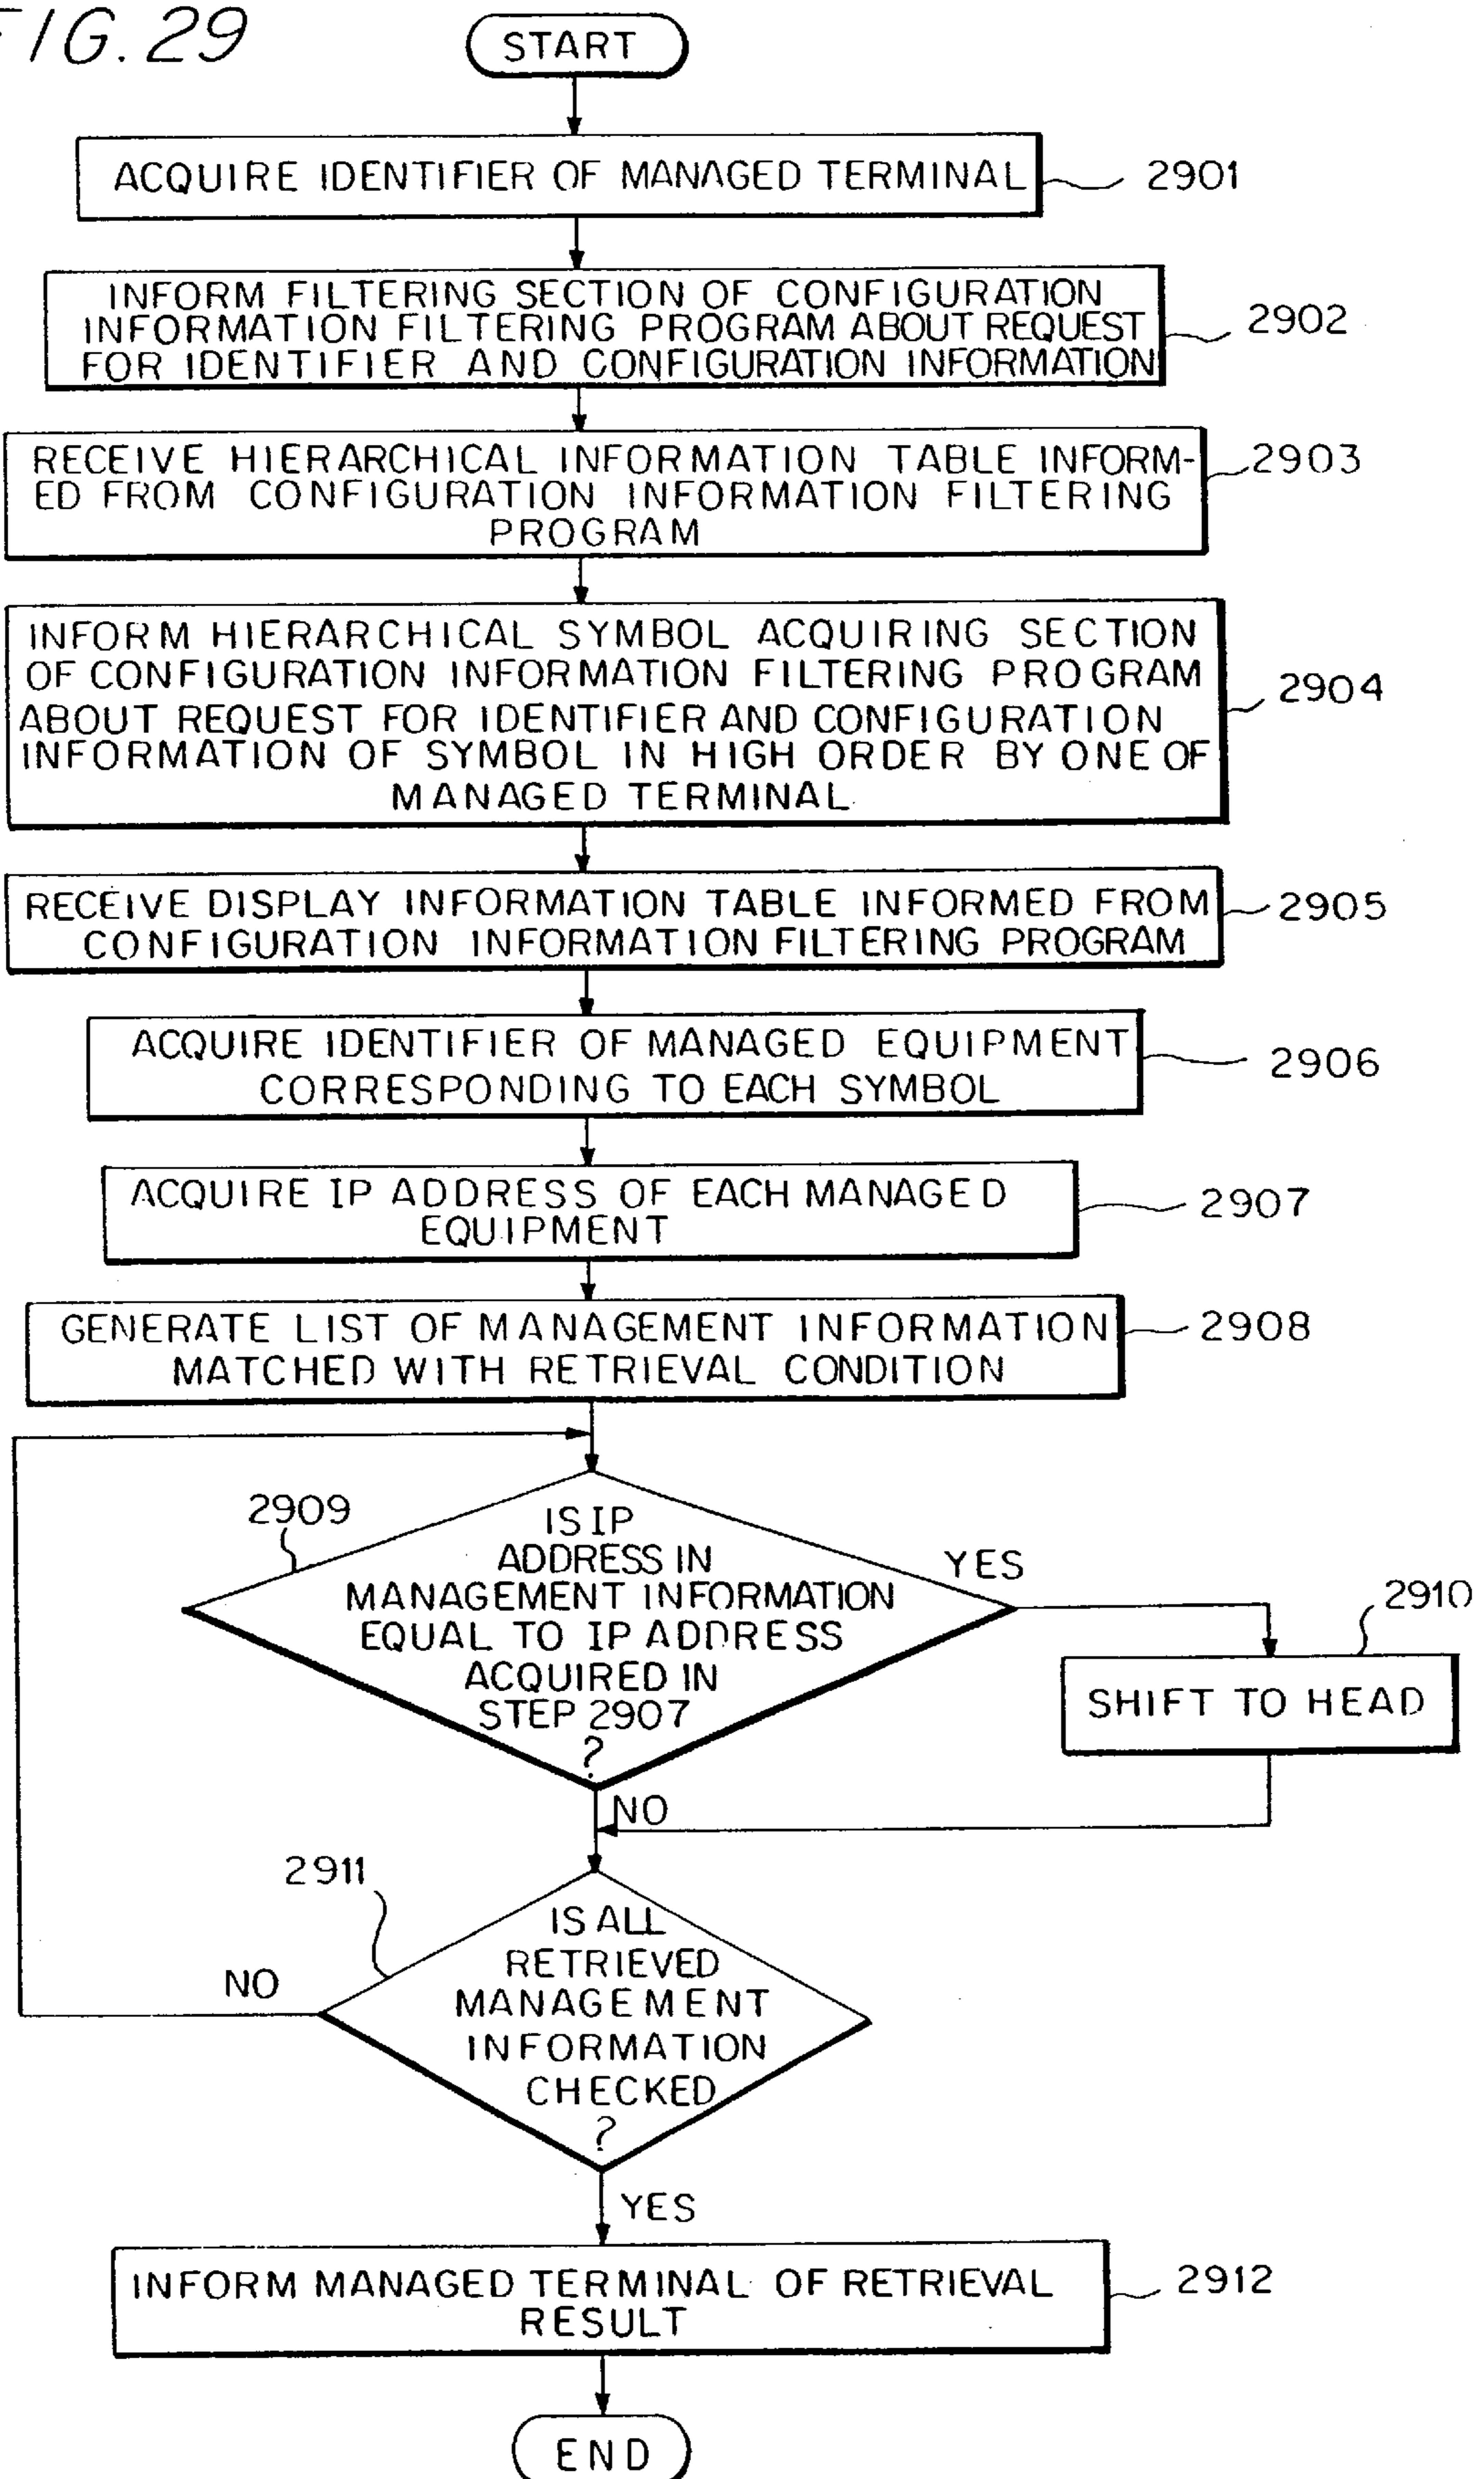 FIG. 29
START
ACQUIRE IDENTIFIER OF MANAGED TERMINAL
2901
INFORM FILTERING SECTION OF CONFIGURATION
INFORMATION FILTERING PROGRAM ABOUT REQUEST
FOR IDENTIFIER AND CONFIGURATION INFORMATION
2902
RECEIVE HIERARCHICAL INFORMATION TABLE INFORM-
ED FROM CONFIGURATION INFORMATION FILTERING
PROGRAM
2903
INFORM HIERARCHICAL SYMBOL ACQUIRING SECTION
OF CONFIGURATION INFORMATION FILTERING PROGRAM
ABOUT REQUEST FOR IDENTIFIER AND CONFIGURATION
INFORMATION OF SYMBOL IN HIGH ORDER BY ONE OF
MANAGED TERMINAL
2904
RECEIVE DISPLAY INFORMATION TABLE INFORMED FROM
CONFIGURATION INFORMATION FILTERING PROGRAM
2905
ACQUIRE IDENTIFIER OF MANAGED EQUIPMENT
CORRESPONDING TO EACH SYMBOL
2906
ACQUIRE IP ADDRESS OF EACH MANAGED
EQUIPMENT
2907
GENERATE LIST OF MANAGEMENT INFORMATION
MATCHED WITH RETRIEVAL CONDITION
2908
2909
IS IP
ADDRESS IN
MANAGEMENT INFORMATION
EQUAL TO IP ADDRESS
ACQUIRED IN
STEP 2907
?
YES
2910
SHIFT TO HEAD
NO
2911
IS ALL
RETRIEVED
MANAGEMENT
INFORMATION
CHECKED
?
NO
YES
INFORM MANAGED TERMINAL OF RETRIEVAL
RESULT
2912
END